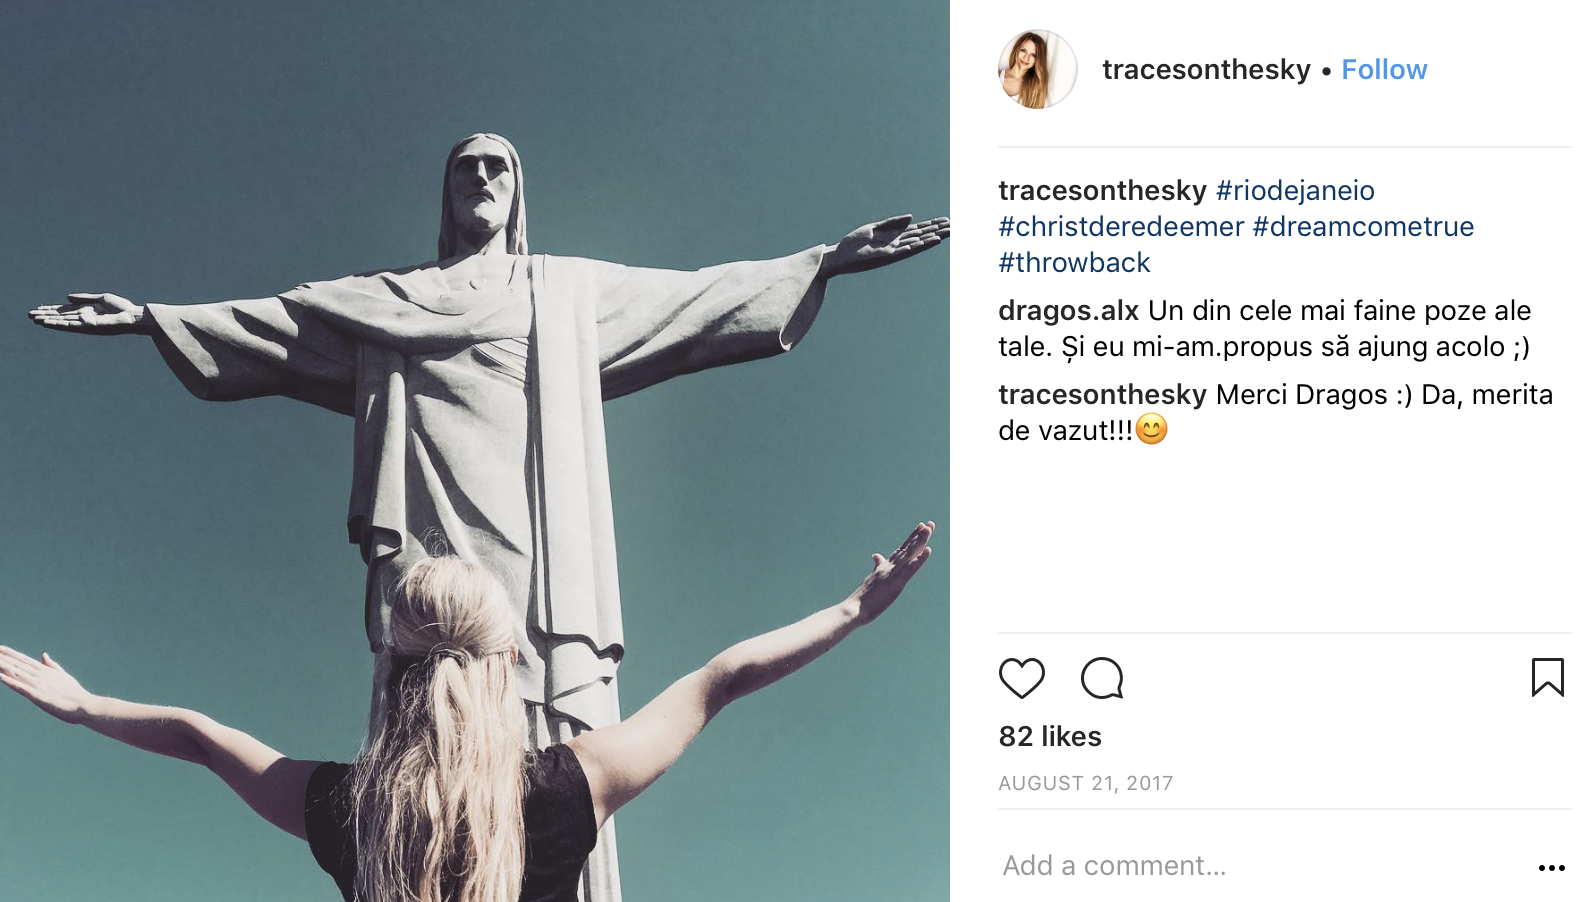 tracesonthesky • Follow
tracesonthesky #riodejaneio
#christderedeemer #dreamcometrue
#throwback
dragos.alx Un din cele mai faine poze ale
tale. Și eu mi-am.propus să ajung acolo ;)
tracesonthesky Merci Dragos :) Da, merita
de vazut!!!😊
82 likes
AUGUST 21, 2017
Add a comment...